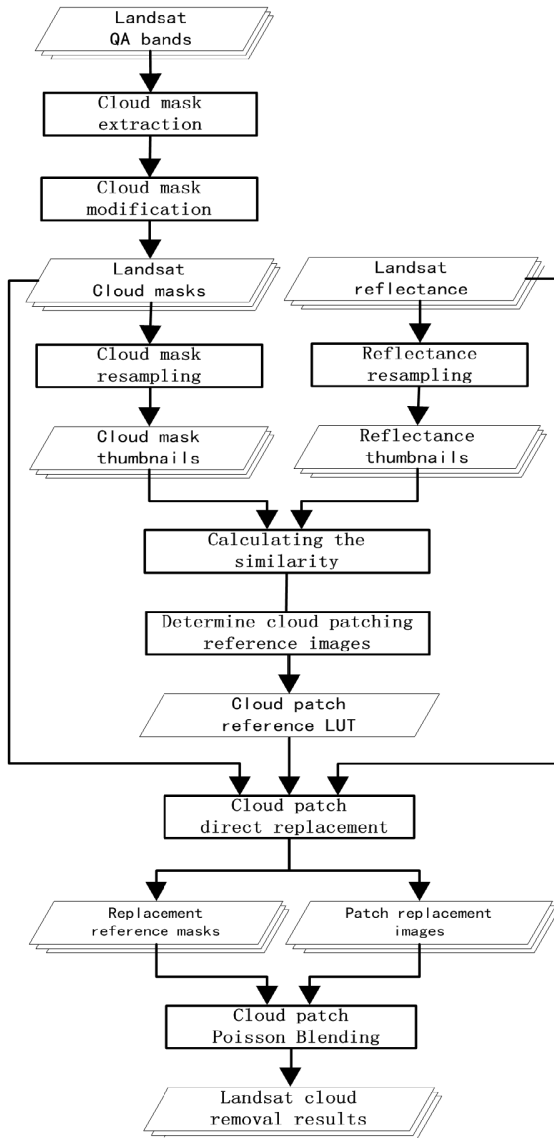 Landsat
QA bands
Cloud mask
extraction
Cloud mask
modification
Landsat
Cloud masks
Landsat
reflectance
Cloud mask
resampling
Reflectance
resampling
Cloud mask
thumbnails
Reflectance
thumbnails
Calculating the
similarity
Determine cloud patching
reference images
Cloud patch
reference LUT
Cloud patch
direct replacement
Replacement
reference masks
Patch replacement
images
Cloud patch
Poisson Blending
Landsat cloud
removal results